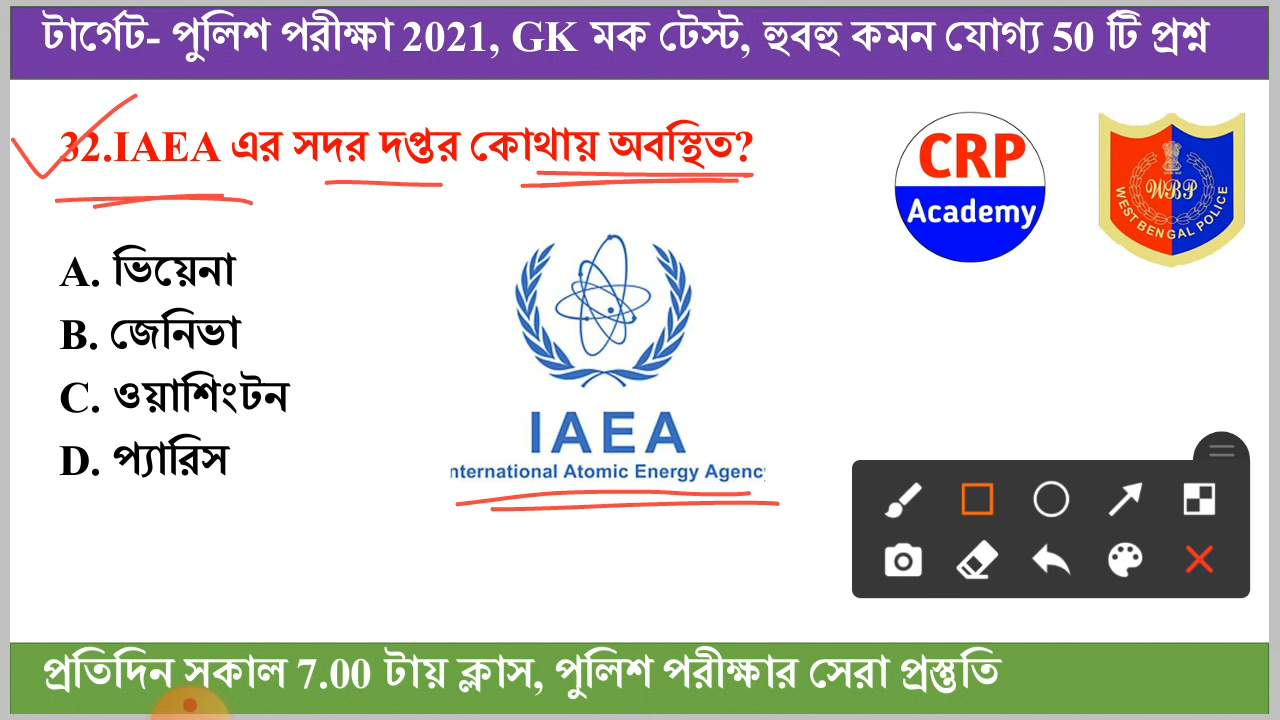 টার্গেট- পুলিশ পরীক্ষা 2021, GK মক টেস্ট, হুবহু কমন যোগ্য 50 টি প্রশ্ন
32.IAEA এর সদর দপ্তর কোথায় অবস্থিত?
CRP
Academy
WBP
WEST BENGAL POLICE
A. ভিয়েনা
B. জেনিভা
C. ওয়াশিংটন
D. প্যারিস
IAEA
nternational Atomic Energy Agency
প্রতিদিন সকাল 7.00 টায় ক্লাস, পুলিশ পরীক্ষার সেরা প্রস্তুতি